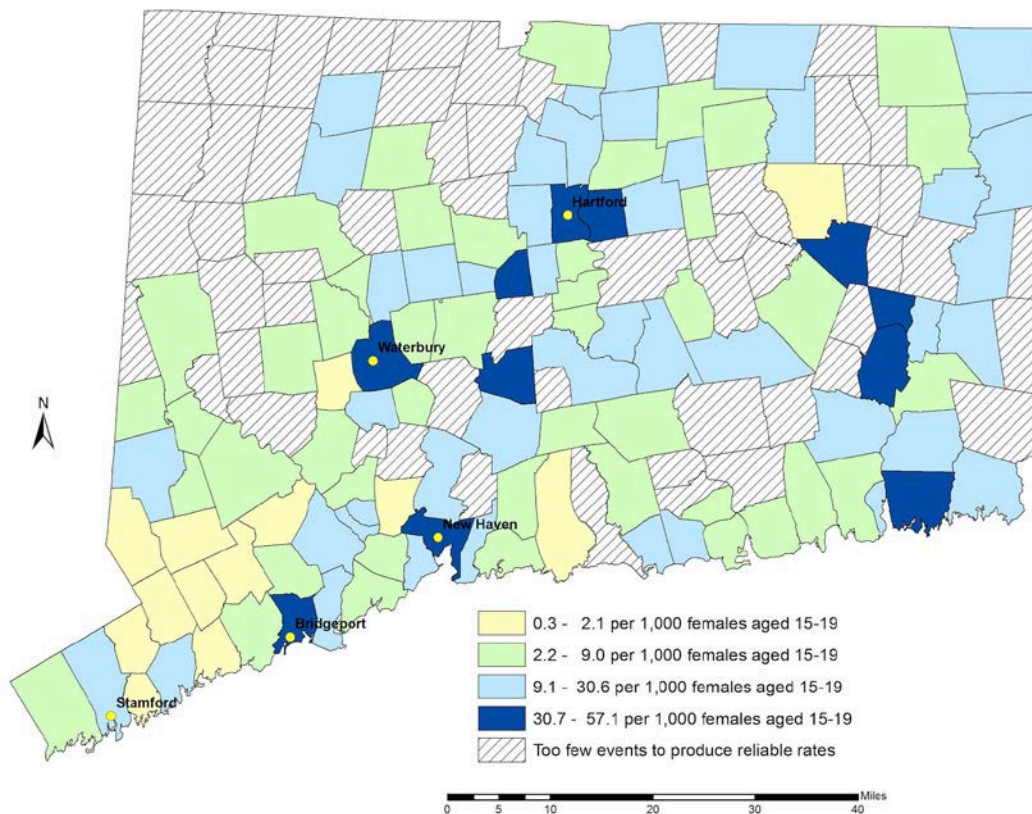 Hartford
Waterbury
N
New Haven
Bridgeport
Stamford
0.3 - 2.1 per 1,000 females aged 15-19
2.2 - 9.0 per 1,000 females aged 15-19
9.1 - 30.6 per 1,000 females aged 15-19
30.7 - 57.1 per 1,000 females aged 15-19
Too few events to produce reliable rates
Miles
0 5 10 20 30 40